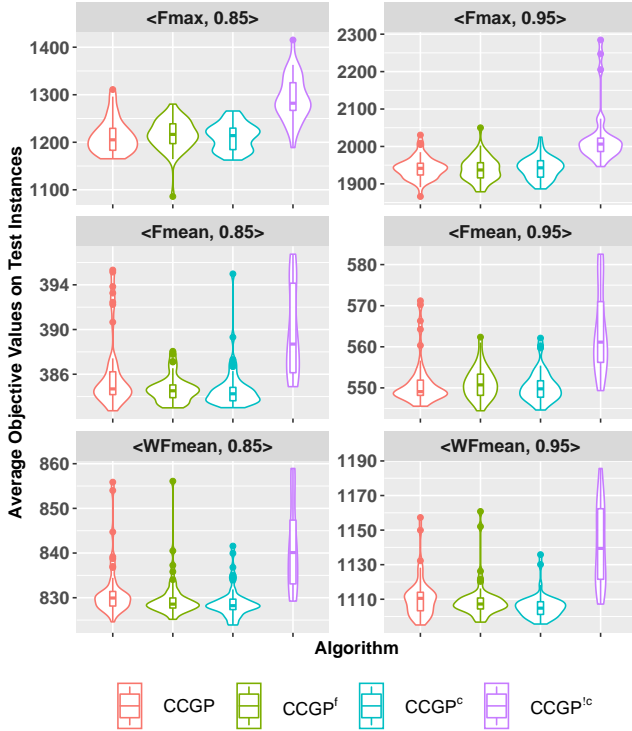 <Fmax, 0.85>
<Fmax, 0.95>
1400
1300
1200
1100
2300
2200
2100
2000
1900
<Fmean, 0.85>
<Fmean, 0.95>
394
390
386
580
570
560
550
<WFmean, 0.85>
<WFmean, 0.95>
860
850
840
830
1190
1170
1150
1130
1110
Average Objective Values on Test Instances
Algorithm
CCGP
CCGPᶠ
CCGPᶜ
CCGP!ᶜ